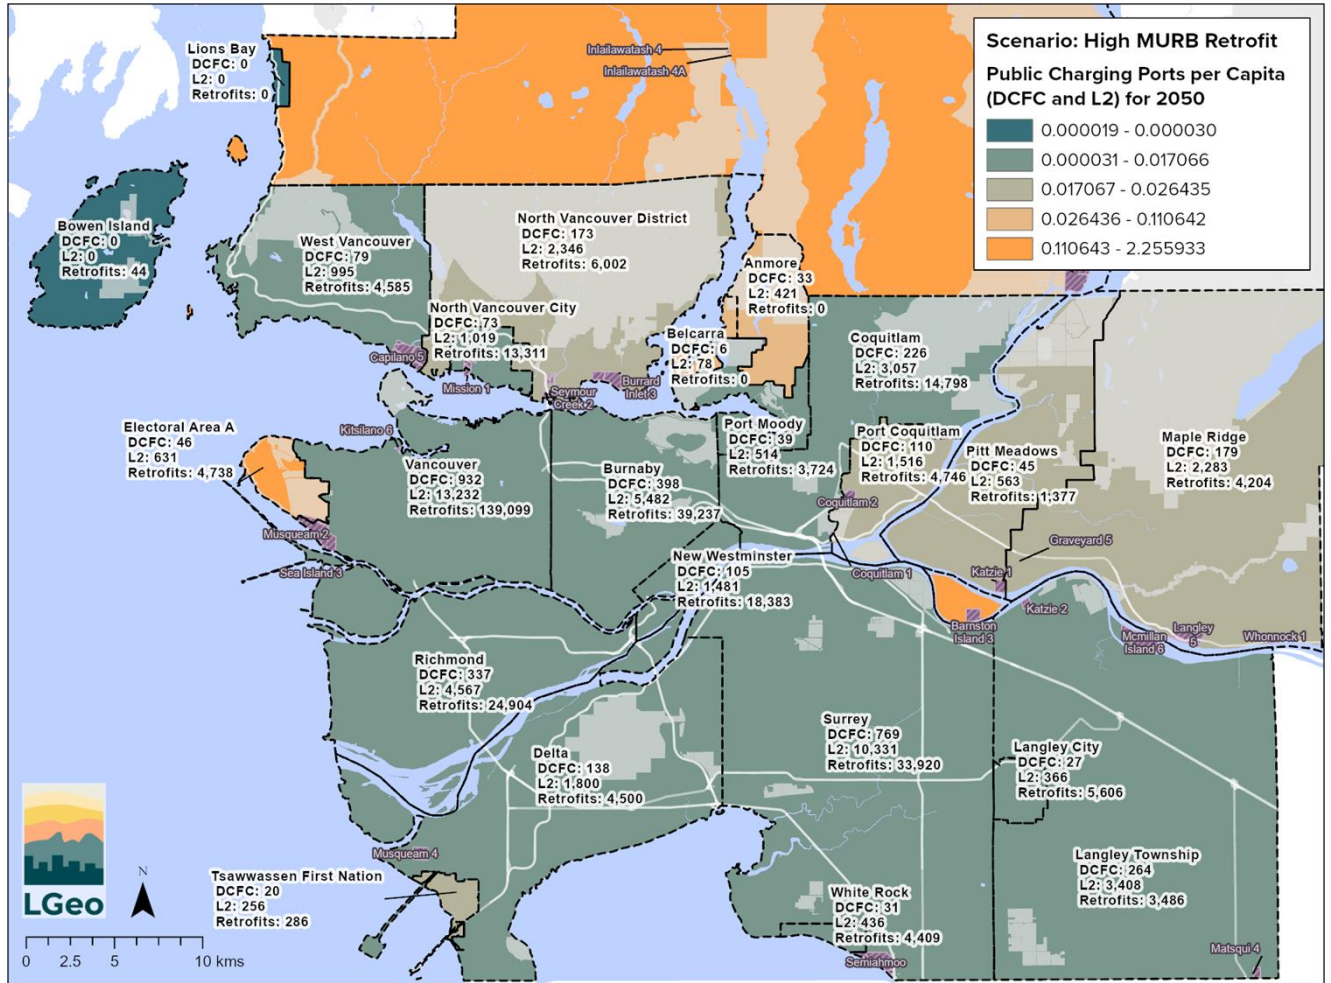 Scenario: High MURB Retrofit
Public Charging Ports per Capita
(DCFC and L2) for 2050
0.000019 - 0.000030
0.000031 - 0.017066
0.017067 - 0.026435
0.026436 - 0.110642
0.110643 - 2.255933
Lions Bay
DCFC: 0
L2: 0
Retrofits: 0
Inlailawatash 4
Inlailawatash 4A
Bowen Island
DCFC: 0
L2: 0
Retrofits: 44
West Vancouver
DCFC: 79
L2: 995
Retrofits: 4,585
North Vancouver District
DCFC: 173
L2: 2,346
Retrofits: 6,002
North Vancouver City
DCFC: 73
L2: 1,019
Retrofits: 13,311
Anmore
DCFC: 33
L2: 421
Retrofits: 0
Belcarra
DCFC: 6
L2: 78
Retrofits: 0
Coquitlam
DCFC: 226
L2: 3,057
Retrofits: 14,798
Capilano 5
Mission 1
Seymour
Creek 2
Burrard
Inlet 3
Kitsilano 6
Electoral Area A
DCFC: 46
L2: 631
Retrofits: 4,738
Vancouver
DCFC: 932
L2: 13,232
Retrofits: 139,099
Burnaby
DCFC: 398
L2: 5,482
Retrofits: 39,237
Port Moody
DCFC: 39
L2: 514
Retrofits: 3,724
Port Coquitlam
DCFC: 110
L2: 1,516
Retrofits: 4,746
Pitt Meadows
DCFC: 45
L2: 563
Retrofits: 1,377
Maple Ridge
DCFC: 179
L2: 2,283
Retrofits: 4,204
Coquitlam 2
Musqueam 2
Sea Island 3
New Westminster
DCFC: 105
L2: 1,481
Retrofits: 18,383
Coquitlam 1
Graveyard 5
Katzie 1
Katzie 2
Barnston
Island 3
Mcmillan
Island 6
Langley
5
Whonnock 1
Richmond
DCFC: 337
L2: 4,567
Retrofits: 24,904
Delta
DCFC: 138
L2: 1,800
Retrofits: 4,500
Surrey
DCFC: 769
L2: 10,331
Retrofits: 33,920
Langley City
DCFC: 27
L2: 366
Retrofits: 5,606
Langley Township
DCFC: 264
L2: 3,408
Retrofits: 3,486
Musqueam 4
Tsawwassen First Nation
DCFC: 20
L2: 256
Retrofits: 286
White Rock
DCFC: 31
L2: 436
Retrofits: 4,409
Semiahmoo
Matsqui 4
LGeo
N
0 2.5 5 10 kms